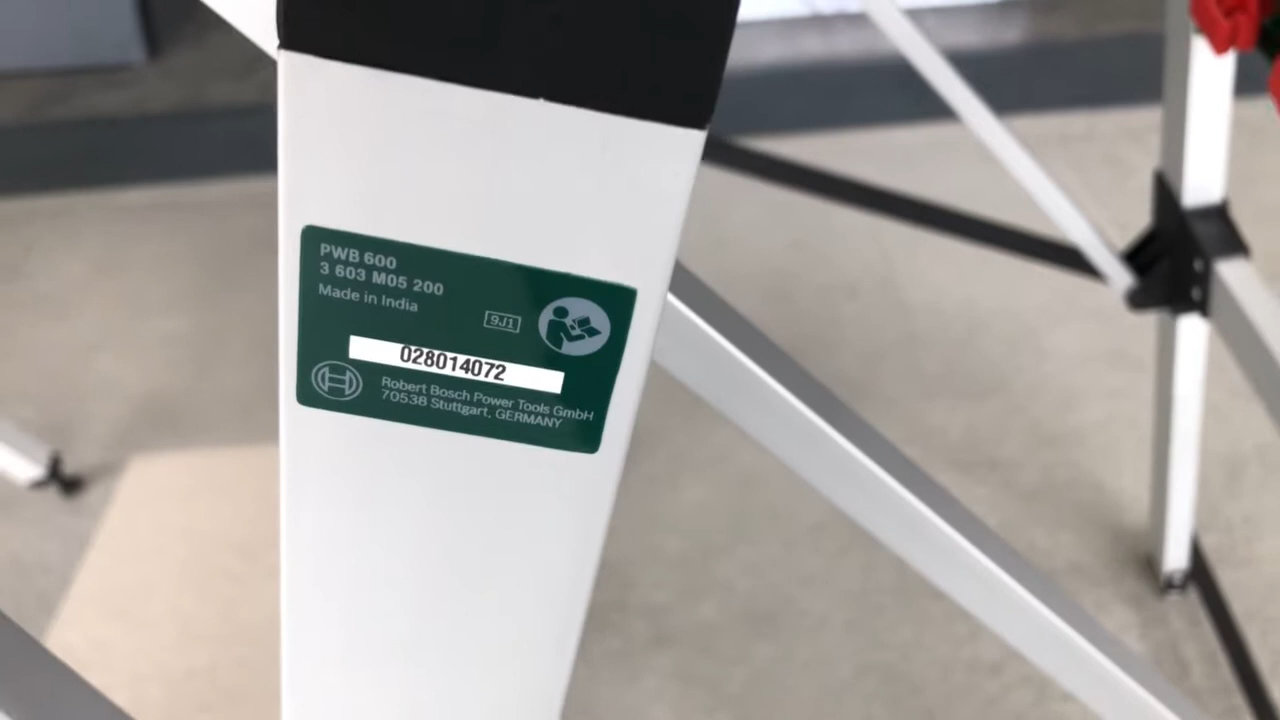 PWB 600
3 603 M05 200
Made in India
9J1
028014072
Robert Bosch Power Tools GmbH
70538 Stuttgart, GERMANY